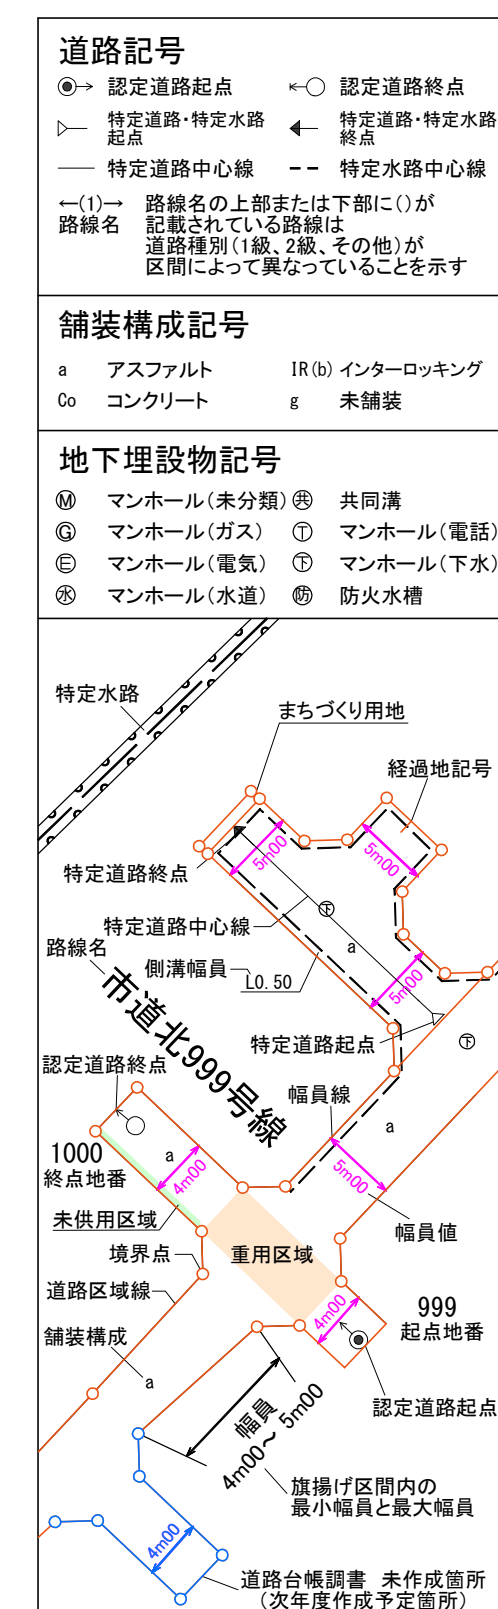 道路記号
認定道路起点
認定道路終点
特定道路・特定水路
起点
特定道路・特定水路
終点
特定道路中心線
特定水路中心線
←(1)→
路線名
路線名の上部または下部に()が
記載されている路線は
道路種別(1級、2級、その他)が
区間によって異なっていることを示す
舗装構成記号
a アスファルト
IR(b) インターロッキング
Co コンクリート
g 未舗装
地下埋設物記号
Ⓜ マンホール(未分類)
共 共同溝
Ⓖ マンホール(ガス)
Ⓣ マンホール(電話)
Ⓔ マンホール(電気)
下 マンホール(下水)
水 マンホール(水道)
防 防火水槽
特定水路
まちづくり用地
経過地記号
5m00
5m00
特定道路終点
下
特定道路中心線
a
路線名
側溝幅員
L0.50
5m00
市道北999号線
特定道路起点
下
認定道路終点
幅員線
a
1000
終点地番
a
4m00
5m00
未供用区域
幅員値
境界点
重用区域
道路区域線
4m00
999
起点地番
舗装構成
a
認定道路起点
幅員
4m00~5m00
旗揚げ区間内の
最小幅員と最大幅員
4m00
道路台帳調書 未作成箇所
(次年度作成予定箇所)